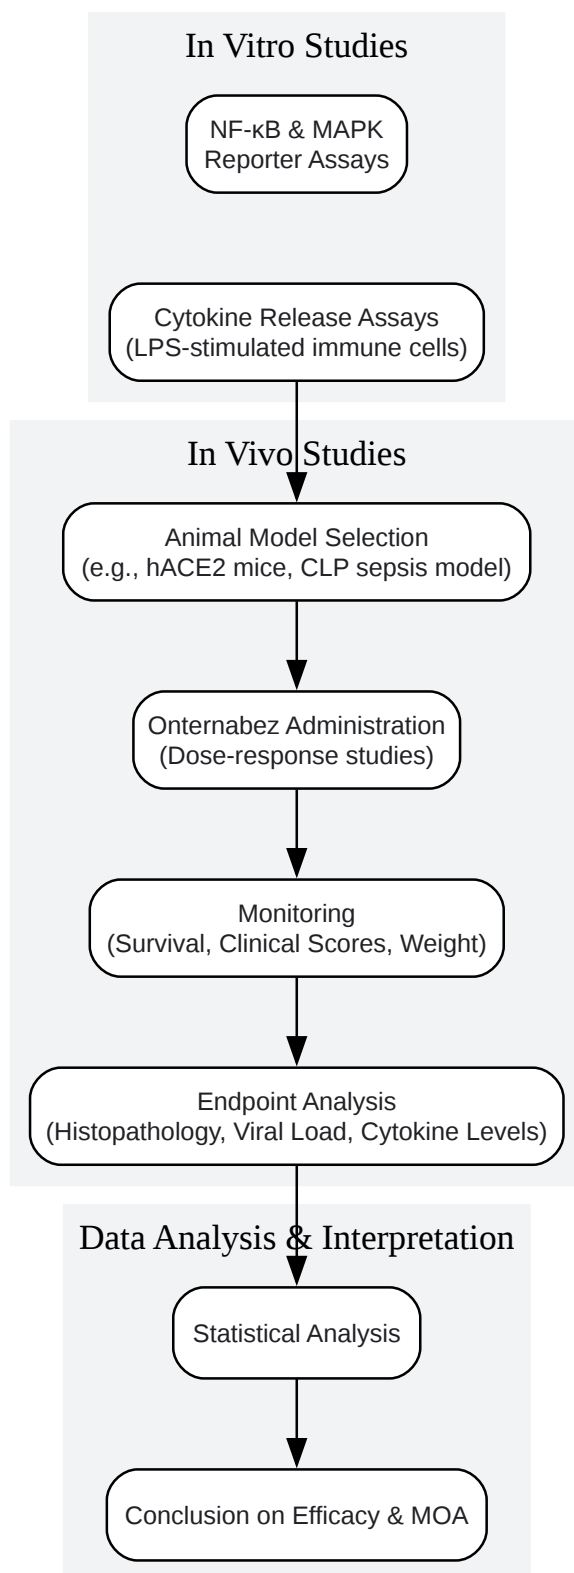 In Vitro Studies
NF-κB & MAPK
Reporter Assays
Cytokine Release Assays
(LPS-stimulated immune cells)
In Vivo Studies
Animal Model Selection
(e.g., hACE2 mice, CLP sepsis model)
Onternabez Administration
(Dose-response studies)
Monitoring
(Survival, Clinical Scores, Weight)
Endpoint Analysis
(Histopathology, Viral Load, Cytokine Levels)
Data Analysis & Interpretation
Statistical Analysis
Conclusion on Efficacy & MOA